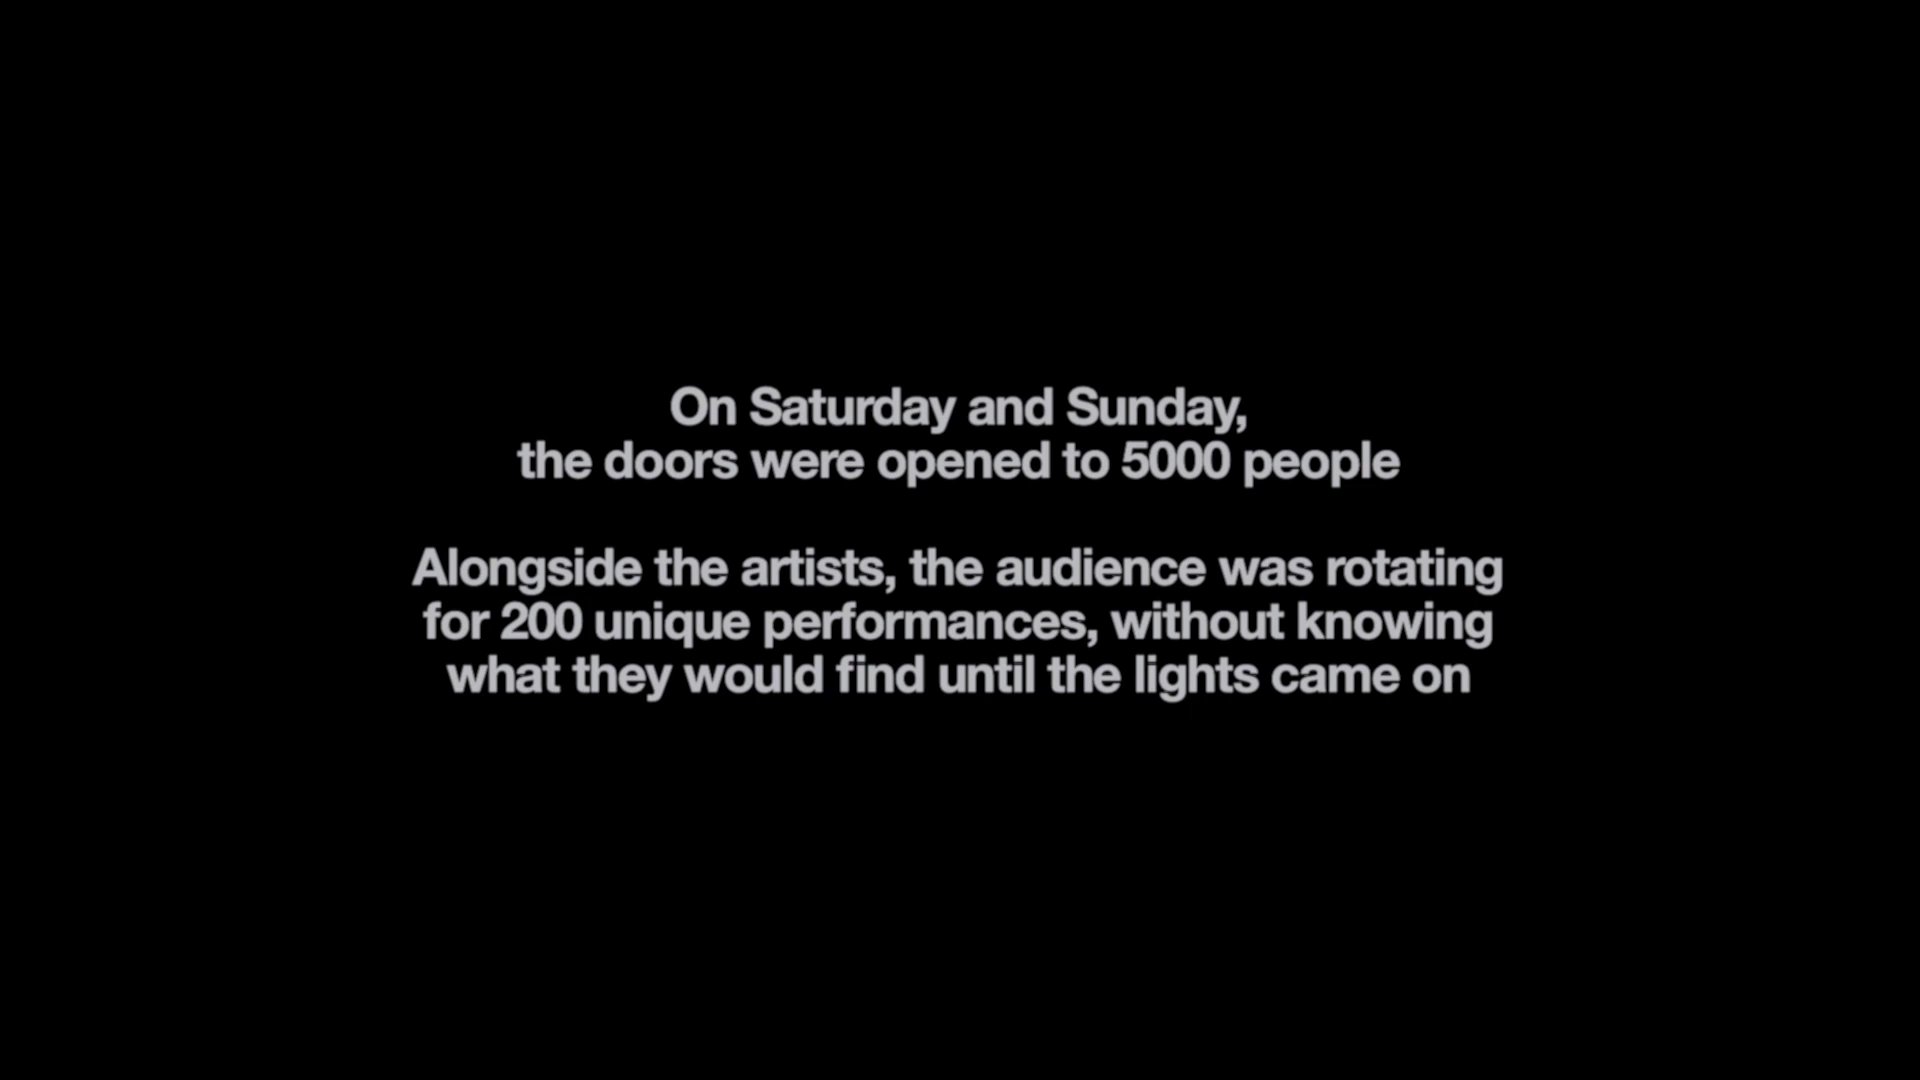 On Saturday and Sunday,
the doors were opened to 5000 people
Alongside the artists, the audience was rotating
for 200 unique performances, without knowing
what they would find until the lights came on